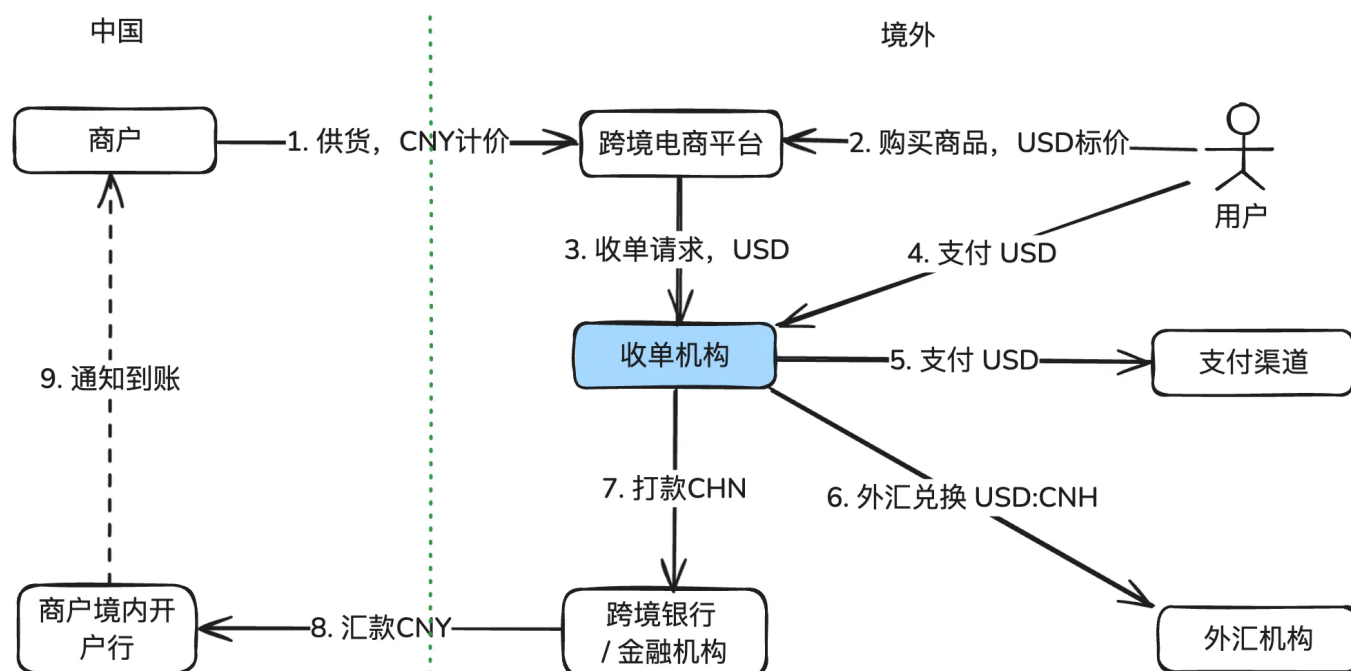 中国
境外
商户
1. 供货，CNY计价
跨境电商平台
2. 购买商品，USD标价
用户
3. 收单请求，USD
4. 支付 USD
收单机构
5. 支付 USD
支付渠道
9. 通知到账
7. 打款CHN
6. 外汇兑换 USD:CNH
商户境内开
户行
8. 汇款CNY
跨境银行
/ 金融机构
外汇机构